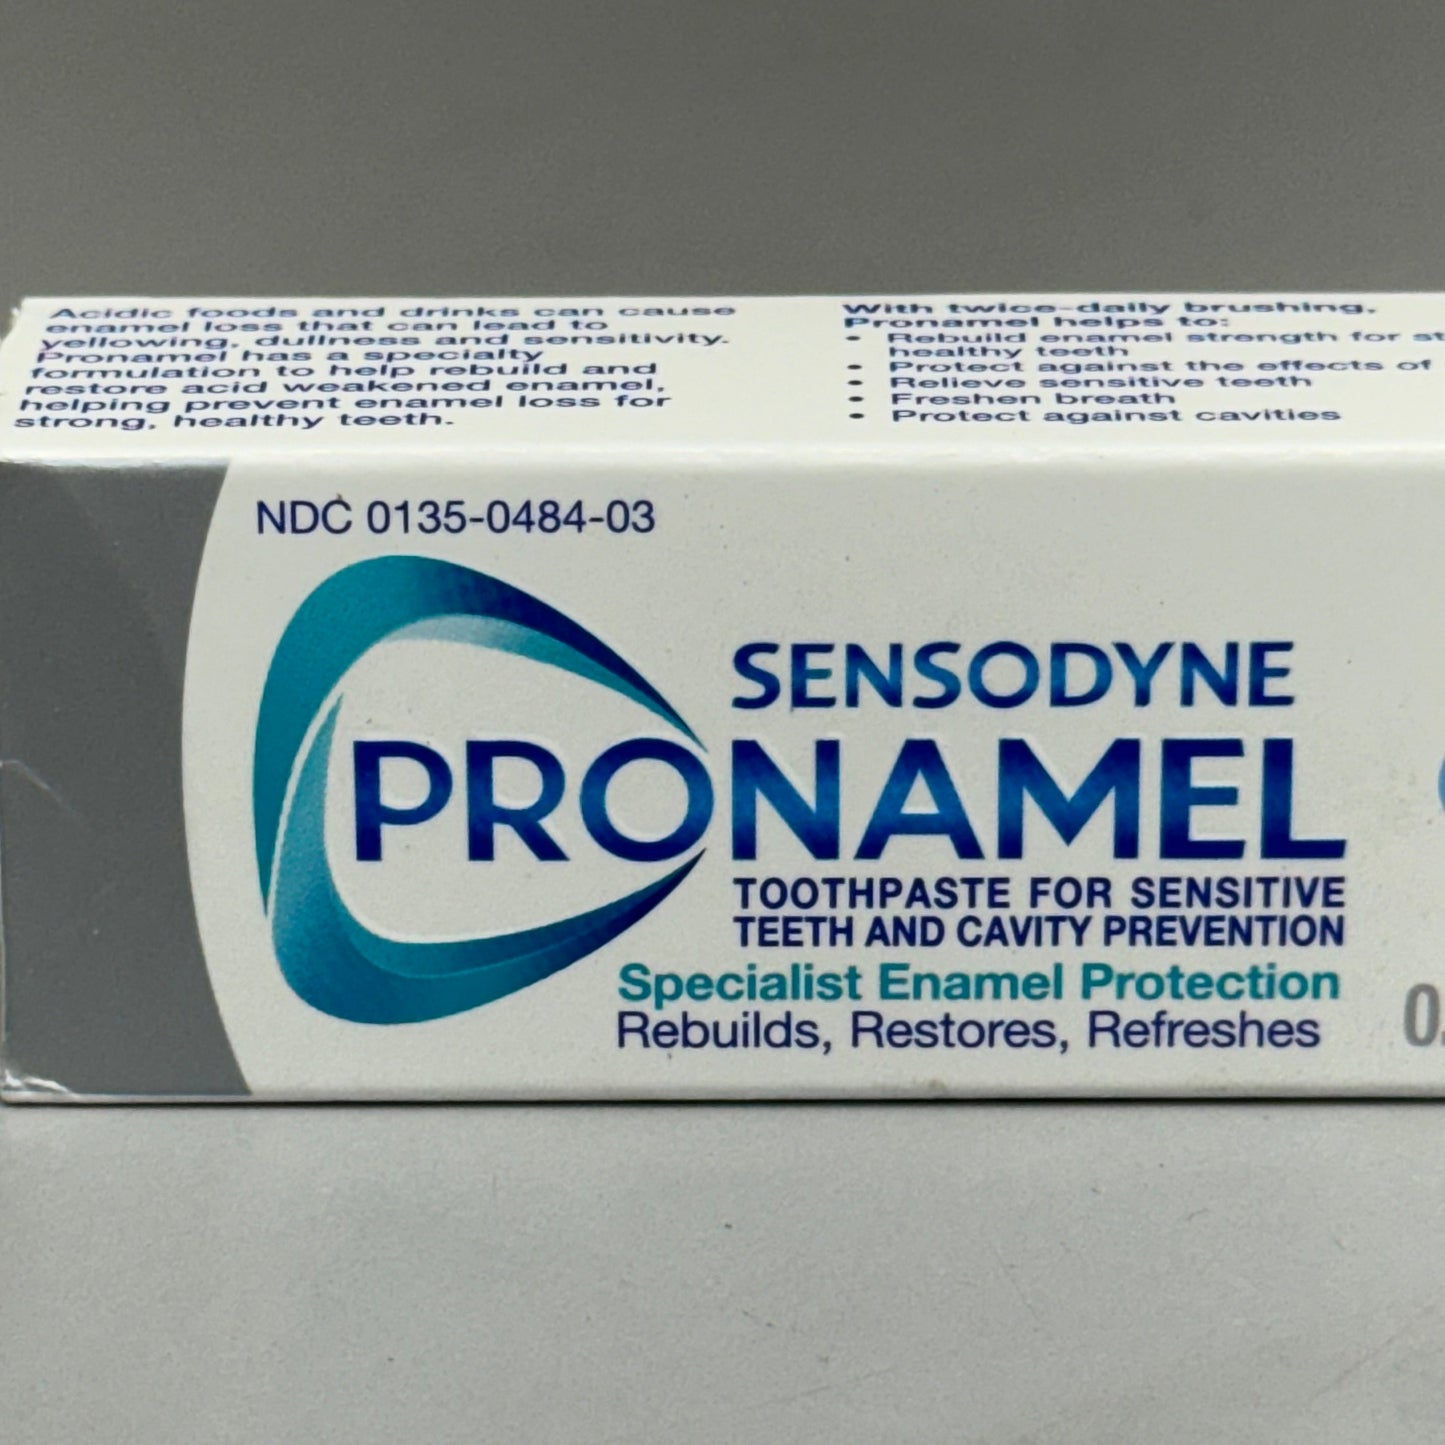 Acidic foods and drinks can cause
enamel loss that can lead to
yellowing, dullness and sensitivity.
Pronamel has a specialty
formulation to help rebuild and
restore acid weakened enamel,
helping prevent enamel loss for
strong, healthy teeth.
With twice-daily brushing,
Pronamel helps to:
• Rebuild enamel strength for
healthy teeth
• Protect against the effects of
• Relieve sensitive teeth
• Freshen breath
• Protect against cavities
NDC 0135-0484-03
SENSODYNE
PRONAMEL
TOOTHPASTE FOR SENSITIVE
TEETH AND CAVITY PREVENTION
Specialist Enamel Protection
Rebuilds, Restores, Refreshes